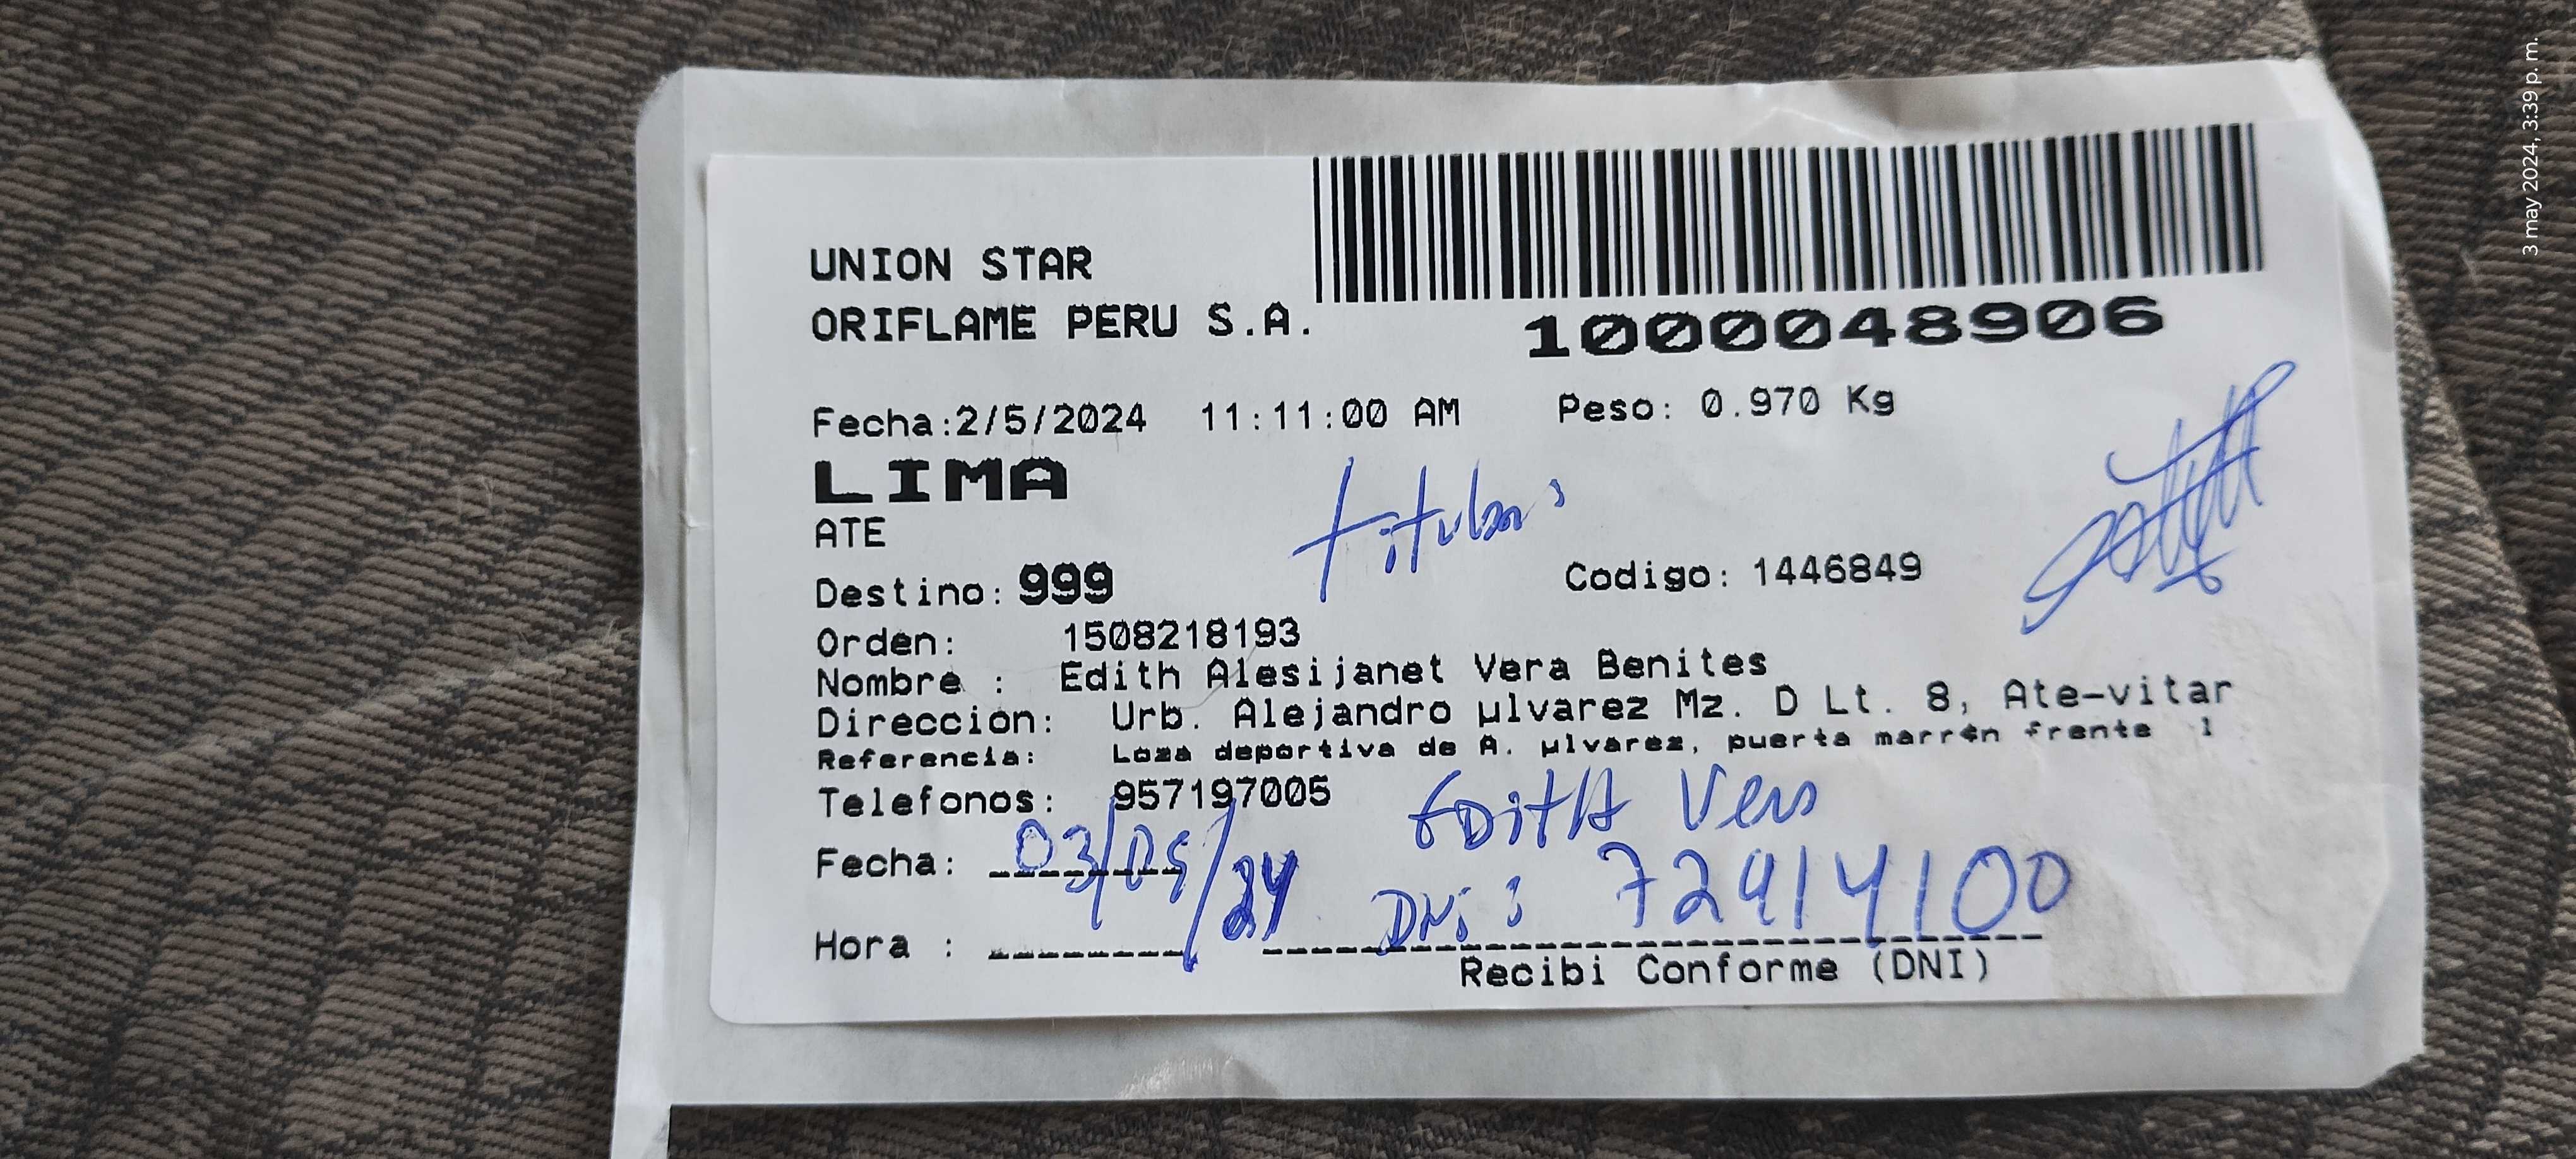 UNION STAR
ORIFLAME PERU S.A.
1000048906
Fecha:2/5/2024 11:11:00 AM Peso: 0.970 Kg
LIMA
ATE
titular
Destino: 999 Codigo: 1446849
Orden: 1508218193
Nombre : Edith Alesijanet Vera Benites
Direccion: Urb. Alejandro µlvarez Mz. D Lt. 8, Ate-vitar
Referencia: Loza deportiva de A. µlvarez, puerta marr¢n frente l
Telefonos: 957197005
Edith Vera
Fecha: 03/05/24
DNi: 72914100
Hora :
Recibi Conforme (DNI)
3 may 2024, 3:39 p. m.